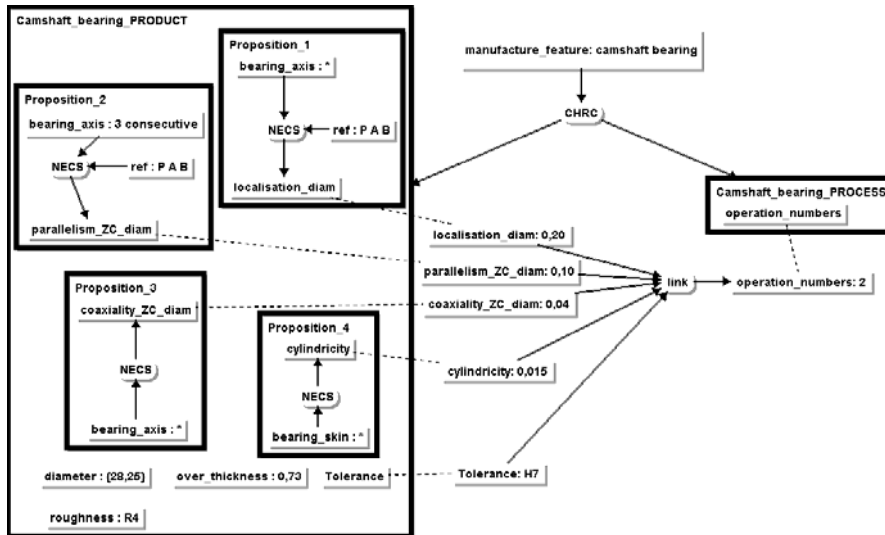 Camshaft_bearing_PRODUCT
Proposition_1
bearing_axis : *
NECS
ref : P A B
localisation_diam
Proposition_2
bearing_axis : 3 consecutive
NECS
ref : P A B
parallelism_ZC_diam
Proposition_3
coaxiality_ZC_diam
NECS
bearing_axis : *
Proposition_4
cylindricity
NECS
bearing_skin : *
diameter : [28,25]
over_thickness : 0,73
Tolerance
roughness : R4
manufacture_feature: camshaft bearing
CHRC
Camshaft_bearing_PROCESS
operation_numbers
localisation_diam: 0,20
parallelism_ZC_diam: 0,10
coaxiality_ZC_diam: 0,04
cylindricity: 0,015
Tolerance: H7
link
operation_numbers: 2